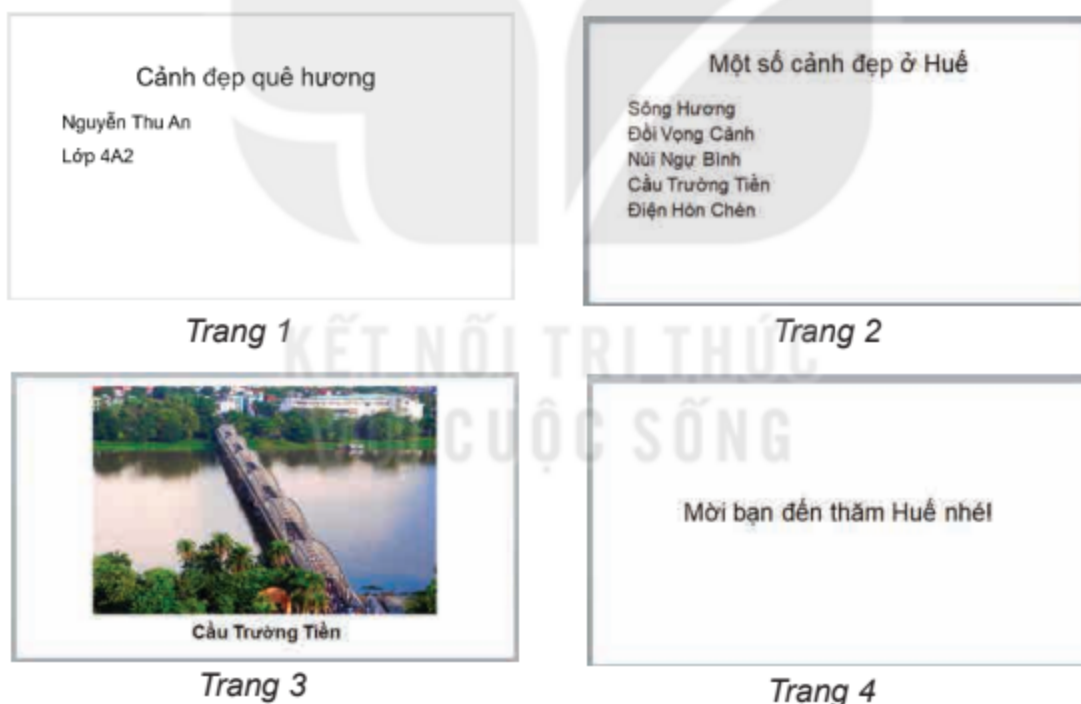 Cảnh đẹp quê hương
Nguyễn Thu An
Lớp 4A2
Trang 1
Một số cảnh đẹp ở Huế
Sông Hương
Đồi Vọng Cảnh
Núi Ngự Bình
Cầu Trường Tiền
Điện Hòn Chén
Trang 2
KẾT NỐI TRI THỨC
VỚI CUỘC SỐNG
Cầu Trường Tiền
Trang 3
Mời bạn đến thăm Huế nhé!
Trang 4